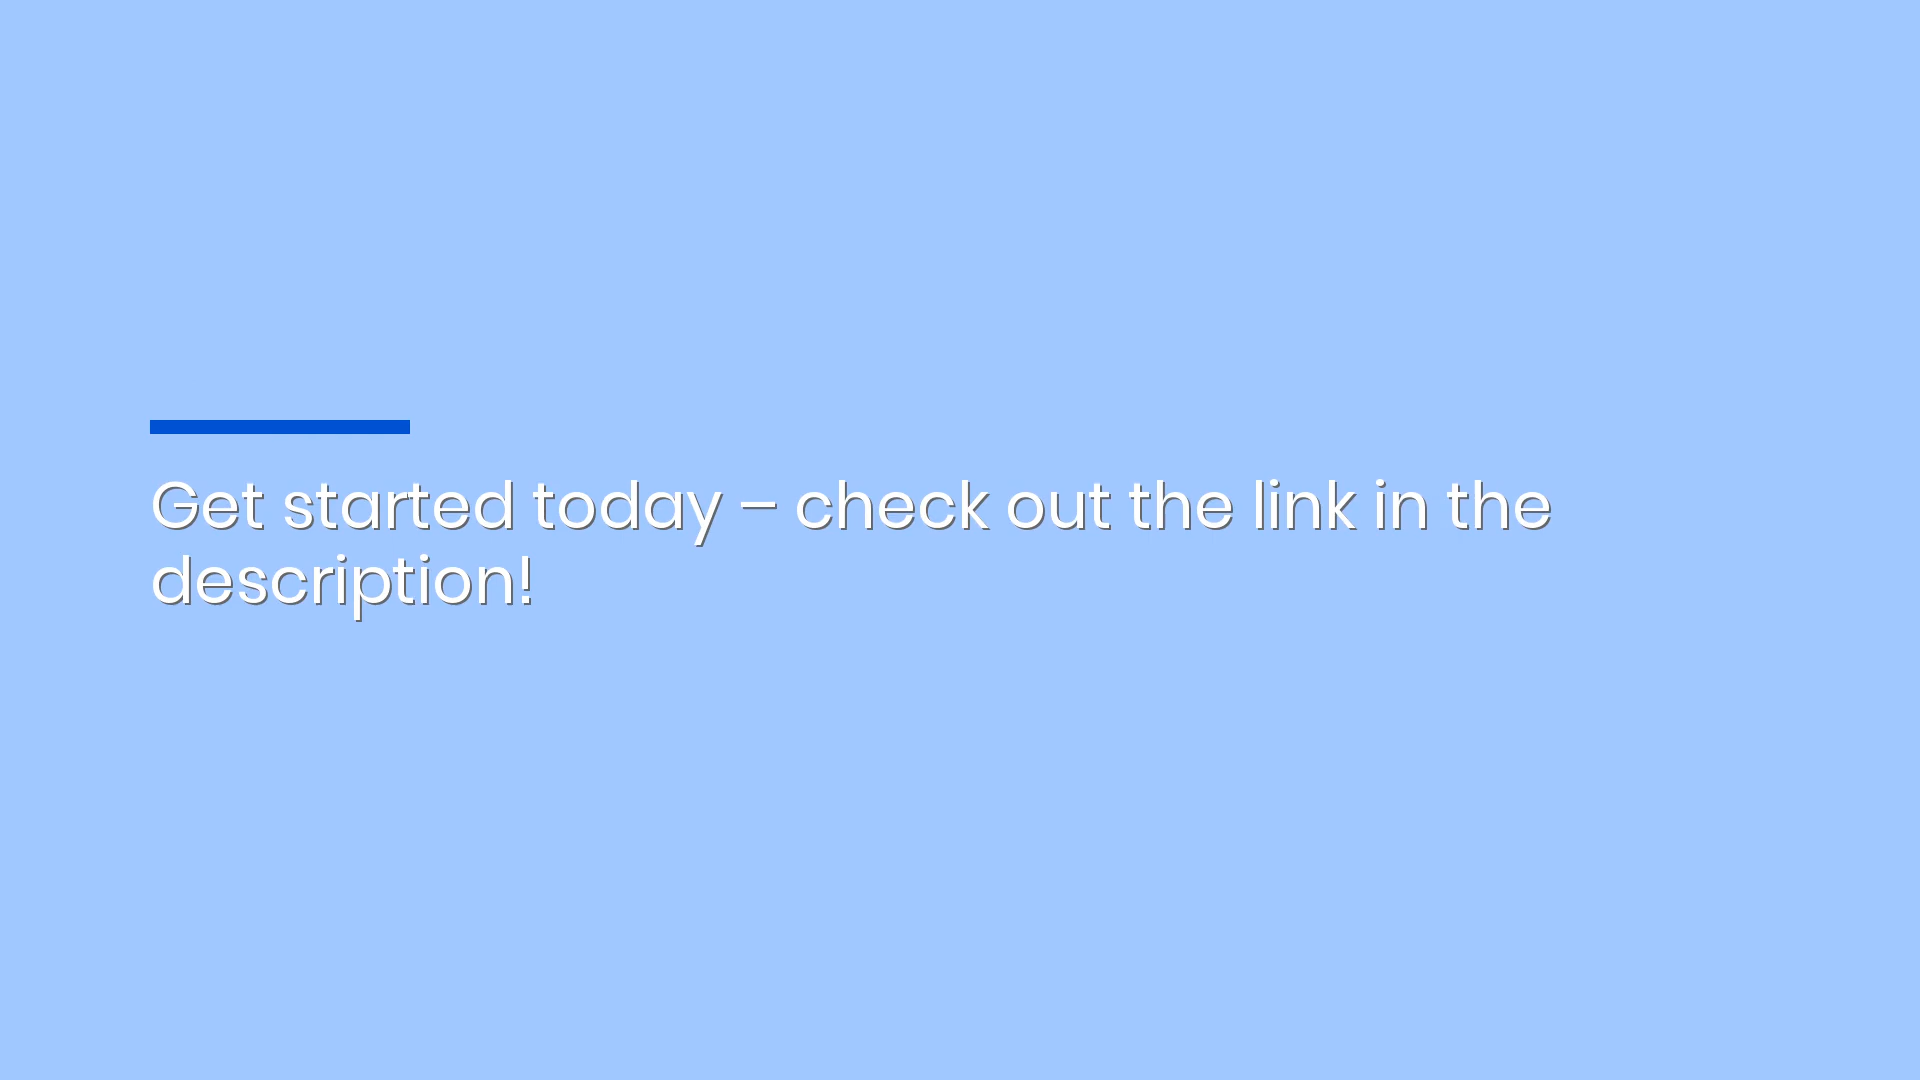 Get started today – check out the link in the
description!